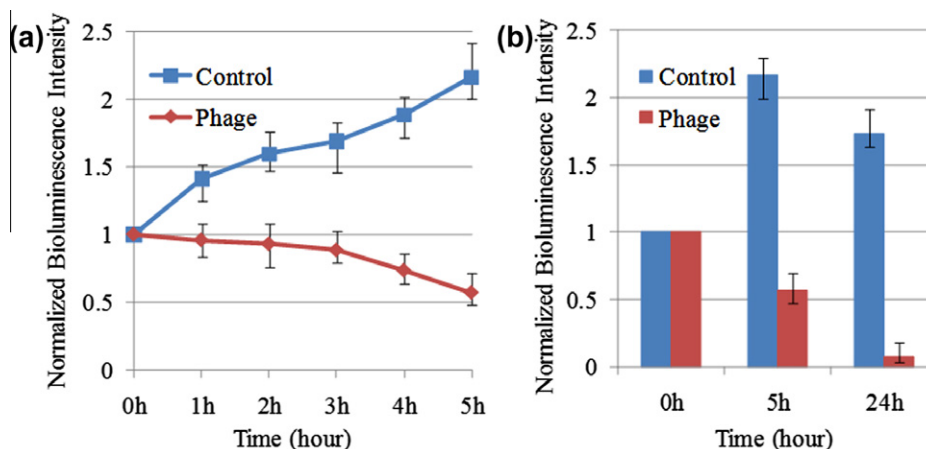 (a)
Normalized Bioluminescence Intensity
2.5
2
1.5
1
0.5
0
Control
Phage
0h 1h 2h 3h 4h 5h
Time (hour)
(b)
Normalized Bioluminescence Intensity
2.5
2
1.5
1
0.5
0
Control
Phage
0h 5h 24h
Time (hour)